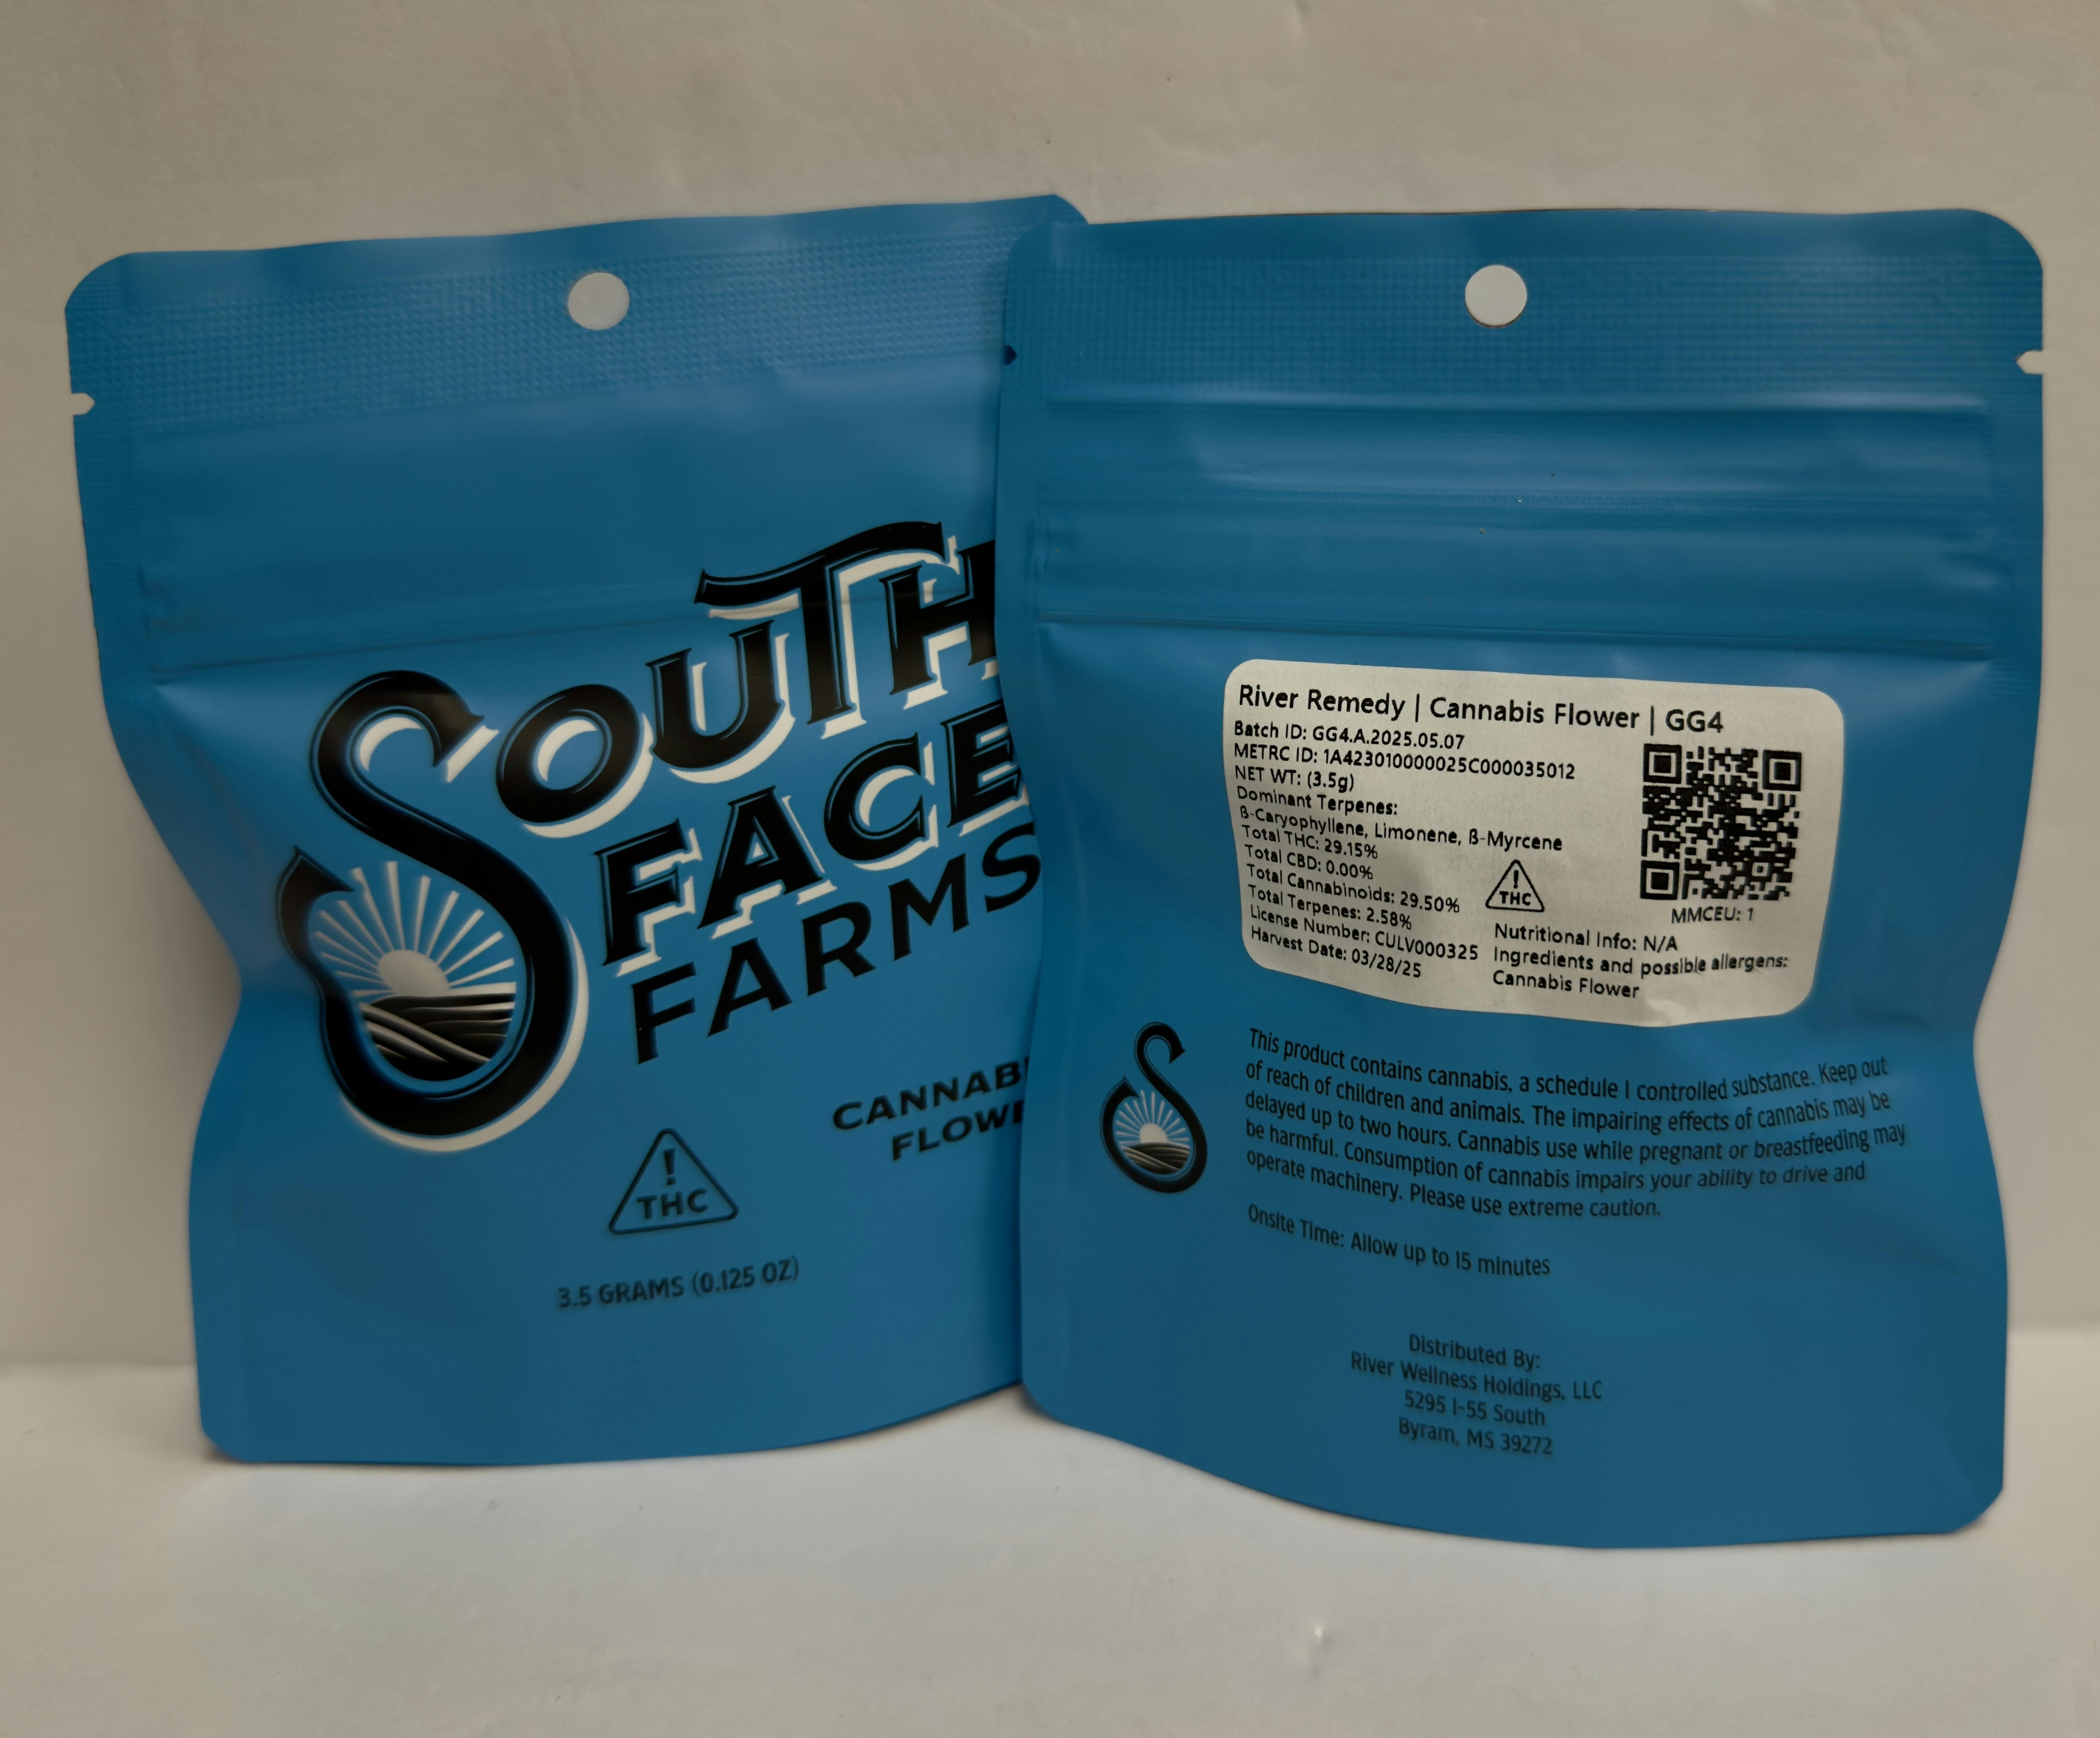 SOUTH
FACE
FARMS
CANNABI
FLOWE
!
THC
3.5 GRAMS (0.125 OZ)
River Remedy | Cannabis Flower | GG4
Batch ID: GG4.A.2025.05.07
METRC ID: 1A423010000025C000035012
NET WT: (3.5g)
Dominant Terpenes:
ß-Caryophyllene, Limonene, ß-Myrcene
Total THC: 29.15%
Total CBD: 0.00%
Total Cannabinoids: 29.50%
Total Terpenes: 2.58%
License Number: CULV000325
Harvest Date: 03/28/25
!
THC
MMCEU: 1
Nutritional Info: N/A
Ingredients and possible allergens:
Cannabis Flower
This product contains cannabis, a schedule I controlled substance. Keep out
of reach of children and animals. The impairing effects of cannabis may be
delayed up to two hours. Cannabis use while pregnant or breastfeeding may
be harmful. Consumption of cannabis impairs your ability to drive and
operate machinery. Please use extreme caution.
Onsite Time: Allow up to 15 minutes
Distributed By:
River Wellness Holdings, LLC
5295 I-55 South
Byram, MS 39272